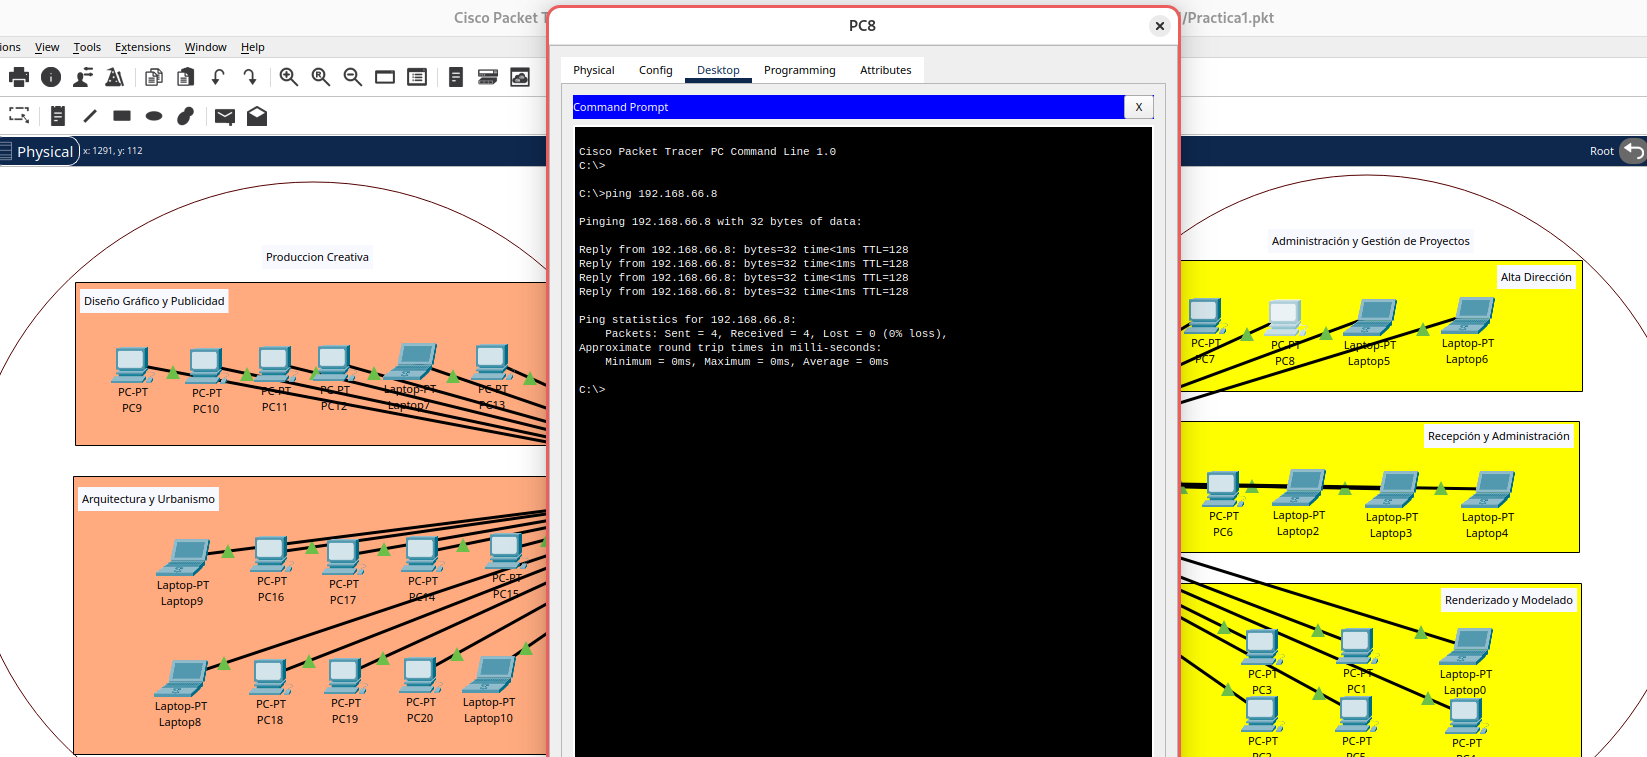 Cisco Packet T
/Practica1.pkt
PC8
ions View Tools Extensions Window Help
Physical Config Desktop Programming Attributes
Command Prompt X
Physical x: 1291, y: 112
Root
Cisco Packet Tracer PC Command Line 1.0
C:\>
C:\>ping 192.168.66.8
Pinging 192.168.66.8 with 32 bytes of data:
Reply from 192.168.66.8: bytes=32 time<1ms TTL=128
Reply from 192.168.66.8: bytes=32 time<1ms TTL=128
Reply from 192.168.66.8: bytes=32 time<1ms TTL=128
Reply from 192.168.66.8: bytes=32 time<1ms TTL=128
Ping statistics for 192.168.66.8:
Packets: Sent = 4, Received = 4, Lost = 0 (0% loss),
Approximate round trip times in milli-seconds:
Minimum = 0ms, Maximum = 0ms, Average = 0ms
C:\>
Produccion Creativa
Diseño Gráfico y Publicidad
PC-PT PC-PT PC-PT PC-PT Laptop-PT PC-PT
PC9 PC10 PC11 PC12 Laptop7 PC13
Arquitectura y Urbanismo
Laptop-PT PC-PT PC-PT PC-PT PC-PT
Laptop9 PC16 PC17 PC14 PC15
Laptop-PT PC-PT PC-PT PC-PT Laptop-PT
Laptop8 PC18 PC19 PC20 Laptop10
Administración y Gestión de Proyectos
Alta Dirección
PC-PT PC-PT Laptop-PT Laptop-PT
PC7 PC8 Laptop5 Laptop6
Recepción y Administración
PC-PT Laptop-PT Laptop-PT Laptop-PT
PC6 Laptop2 Laptop3 Laptop4
Renderizado y Modelado
PC-PT PC-PT Laptop-PT
PC3 PC1 Laptop0
PC-PT PC-PT PC-PT